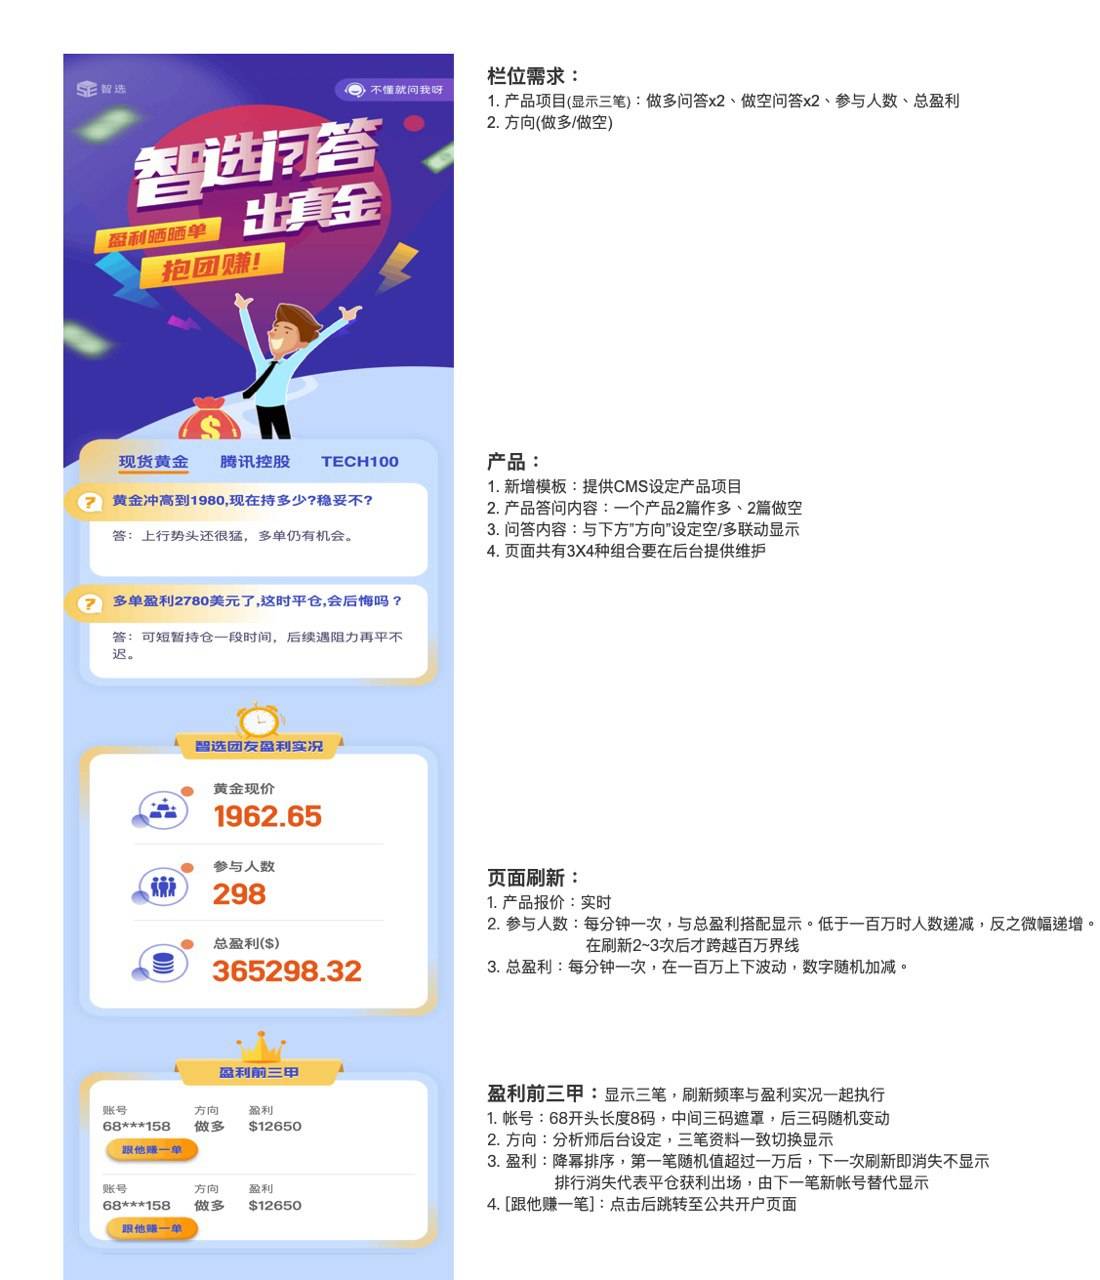 智选
不懂就问我呀
智选问答
出真金
盈利晒晒单
抱团赚!
现货黄金 腾讯控股 TECH100
黄金冲高到1980,现在持多少?稳妥不?
答：上行势头还很猛，多单仍有机会。
多单盈利2780美元了,这时平仓,会后悔吗？
答：可短暂持仓一段时间，后续遇阻力再平不
迟。
智选团友盈利实况
黄金现价
1962.65
参与人数
298
总盈利($)
365298.32
盈利前三甲
账号 方向 盈利
68***158 做多 $12650
跟他赚一单
账号 方向 盈利
68***158 做多 $12650
跟他赚一单
栏位需求：
1. 产品项目(显示三笔)：做多问答x2、做空问答x2、参与人数、总盈利
2. 方向(做多/做空)
产品：
1. 新增模板：提供CMS设定产品项目
2. 产品答问内容：一个产品2篇作多、2篇做空
3. 问答内容：与下方”方向”设定空/多联动显示
4. 页面共有3X4种组合要在后台提供维护
页面刷新：
1. 产品报价：实时
2. 参与人数：每分钟一次，与总盈利搭配显示。低于一百万时人数递减，反之微幅递增。
在刷新2~3次后才跨越百万界线
3. 总盈利：每分钟一次，在一百万上下波动，数字随机加减。
盈利前三甲：显示三笔，刷新频率与盈利实况一起执行
1. 帐号：68开头长度8码，中间三码遮罩，后三码随机变动
2. 方向：分析师后台设定，三笔资料一致切换显示
3. 盈利：降幂排序，第一笔随机值超过一万后，下一次刷新即消失不显示
排行消失代表平仓获利出场，由下一笔新帐号替代显示
4. [跟他赚一笔]：点击后跳转至公共开户页面